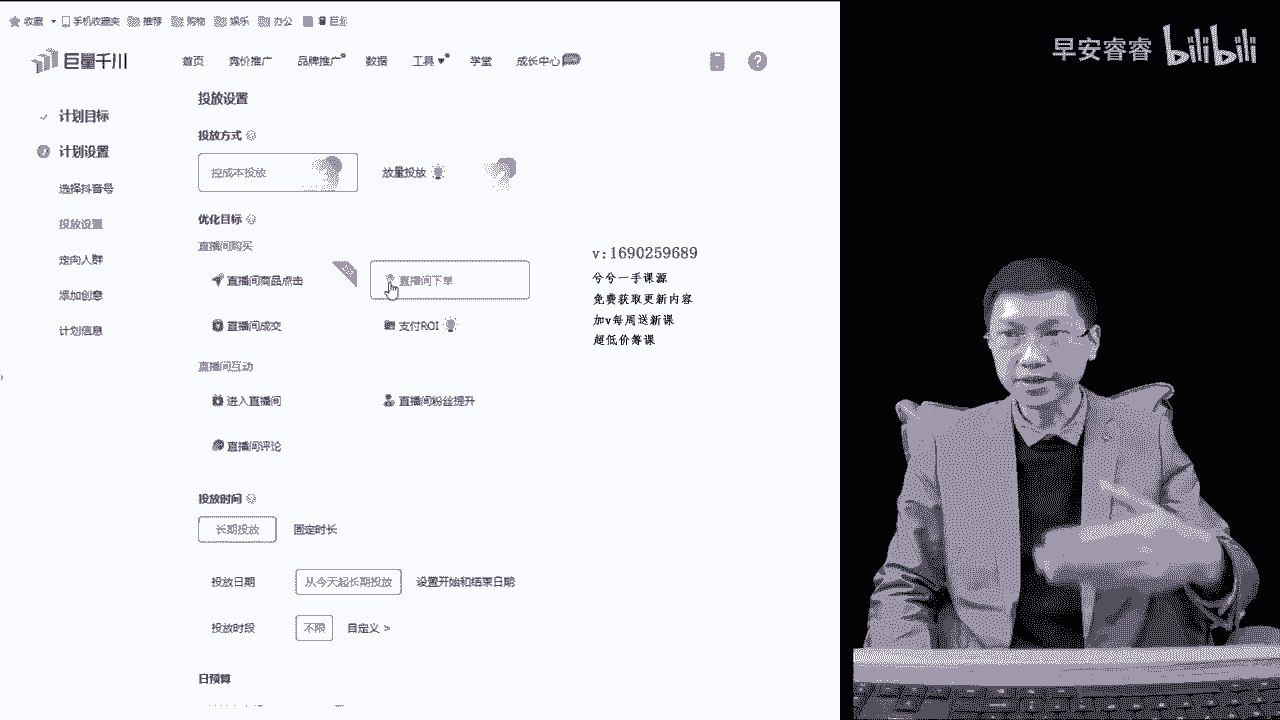 收藏 手机收藏夹 推荐 购物 娱乐 办公
巨量千川 首页 竞价推广 品牌推广 数据 工具 学堂 成长中心
早安睿睿 bilibili
计划目标
计划设置
选择抖音号
投放设置
定向人群
添加创意
计划信息
投放设置
投放方式
控成本投放 放量投放
优化目标
直播间购买
直播间商品点击 直播间下单
直播间成交 支付ROI
直播间互动
进入直播间 直播间粉丝提升
直播间评论
投放时间
长期投放 固定时长
投放日期 从今天起长期投放 设置开始和结束日期
投放时段 不限 自定义 >
日预算
v:1690259689
兮兮一手课源
免费获取更新内容
加v每周送新课
超低价筹课